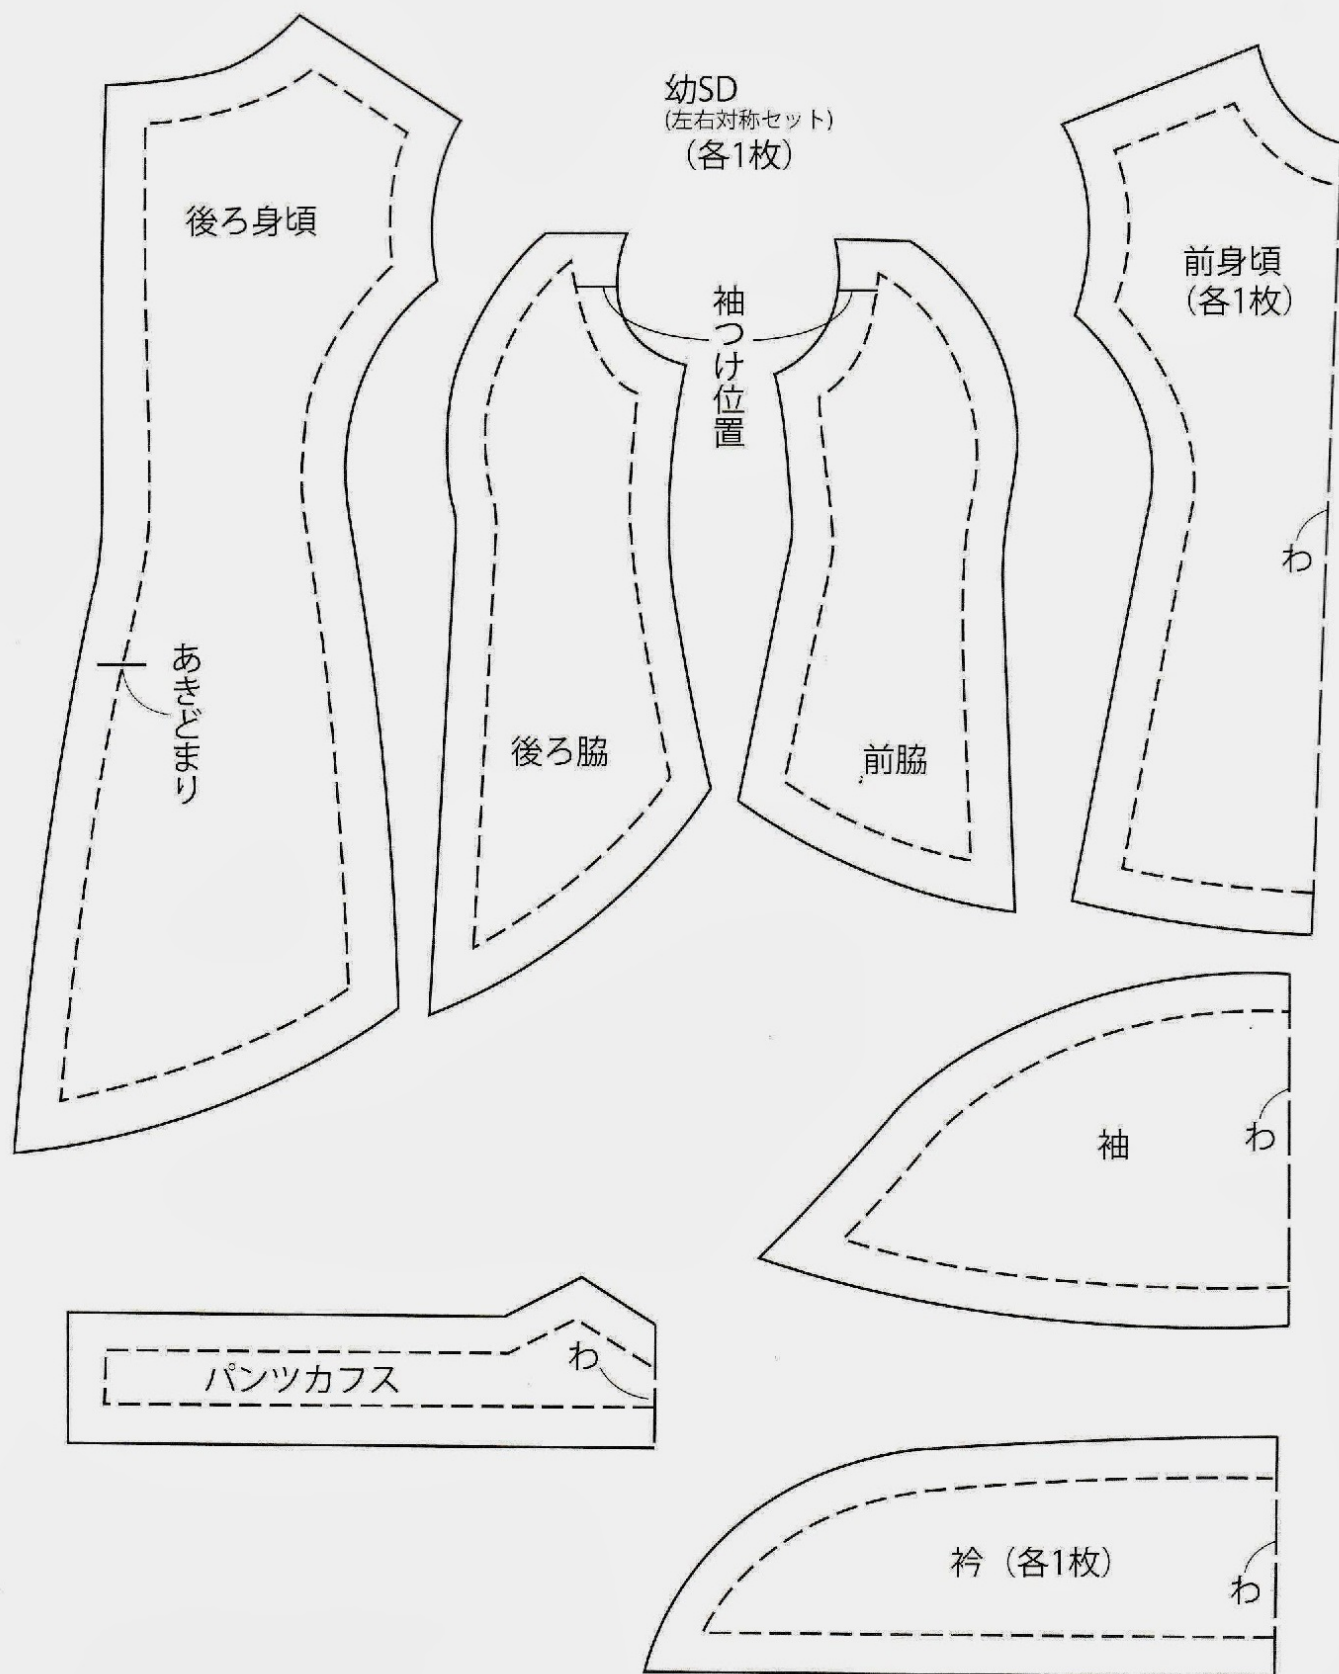 幼SD
(左右対称セット)
（各1枚）
後ろ身頃
前身頃
（各1枚）
袖つけ位置
わ
あきどまり
後ろ脇
前脇
袖
わ
パンツカフス
わ
衿（各1枚）
わ